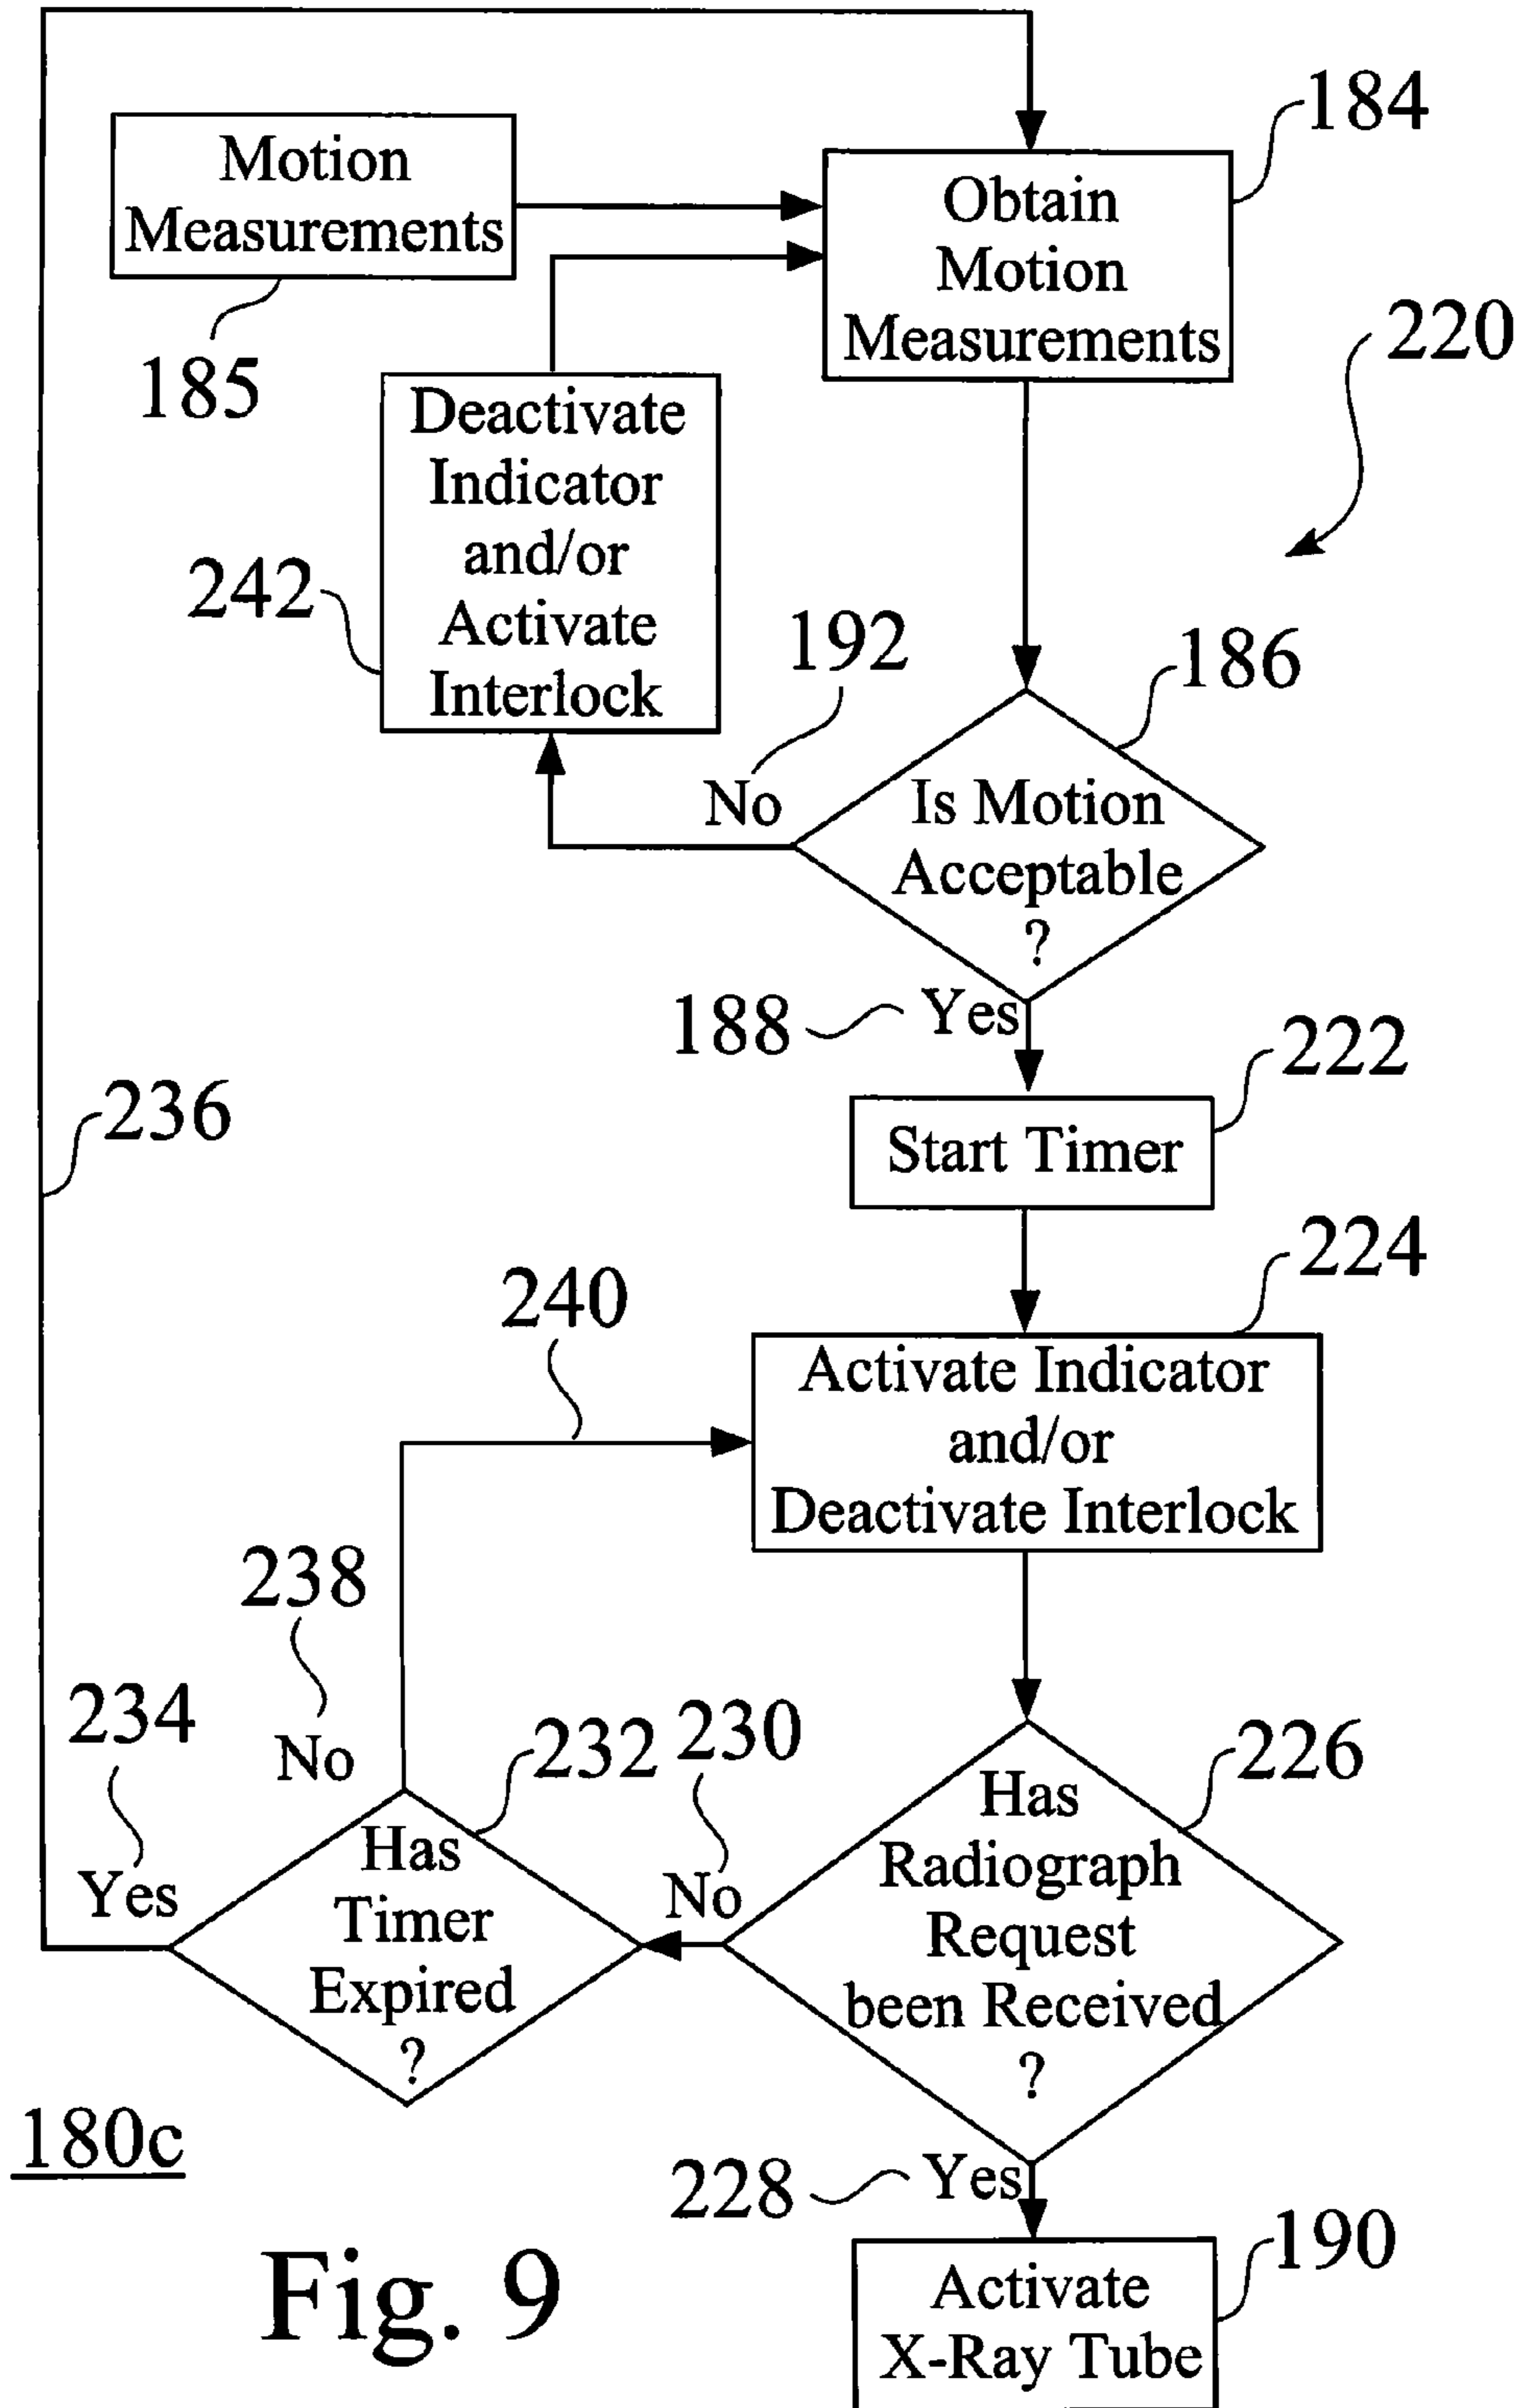 184
Motion
Measurements
185
Obtain
Motion
Measurements
220
Deactivate
Indicator
and/or
Activate
Interlock
242
192
No
186
Is Motion
Acceptable
?
188
Yes
222
Start Timer
236
224
240
Activate Indicator
and/or
Deactivate Interlock
238
No
234
Yes
232
Has
Timer
Expired
?
230
No
226
Has
Radiograph
Request
been Received
?
180c
228
Yes
190
Activate
X-Ray Tube
Fig. 9